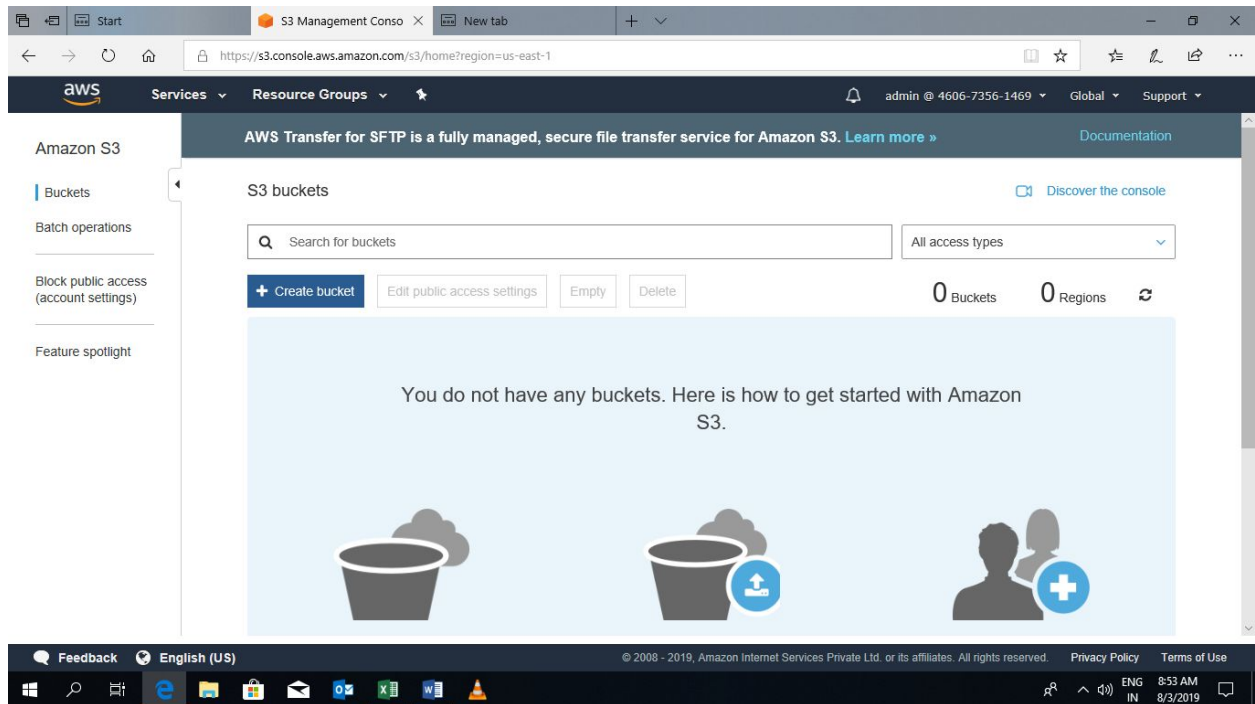 Start
S3 Management Conso
New tab
https://s3.console.aws.amazon.com/s3/home?region=us-east-1
aws
Services
Resource Groups
admin @ 4606-7356-1469
Global
Support
Amazon S3
AWS Transfer for SFTP is a fully managed, secure file transfer service for Amazon S3. Learn more »
Documentation
Buckets
Batch operations
Block public access
(account settings)
Feature spotlight
S3 buckets
Discover the console
Search for buckets
All access types
+ Create bucket
Edit public access settings
Empty
Delete
0 Buckets
0 Regions
You do not have any buckets. Here is how to get started with Amazon
S3.
Feedback
English (US)
© 2008 - 2019, Amazon Internet Services Private Ltd. or its affiliates. All rights reserved.
Privacy Policy
Terms of Use
ENG
IN
8:53 AM
8/3/2019